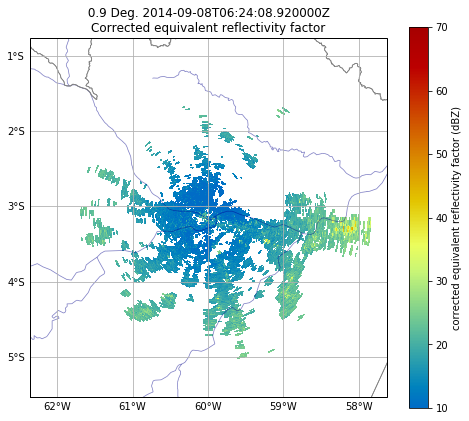 0.9 Deg. 2014-09-08T06:24:08.920000Z
Corrected equivalent reflectivity factor
1°S
2°S
3°S
4°S
5°S
62°W
61°W
60°W
59°W
58°W
70
60
50
40
30
20
10
corrected equivalent reflectivity factor (dBZ)